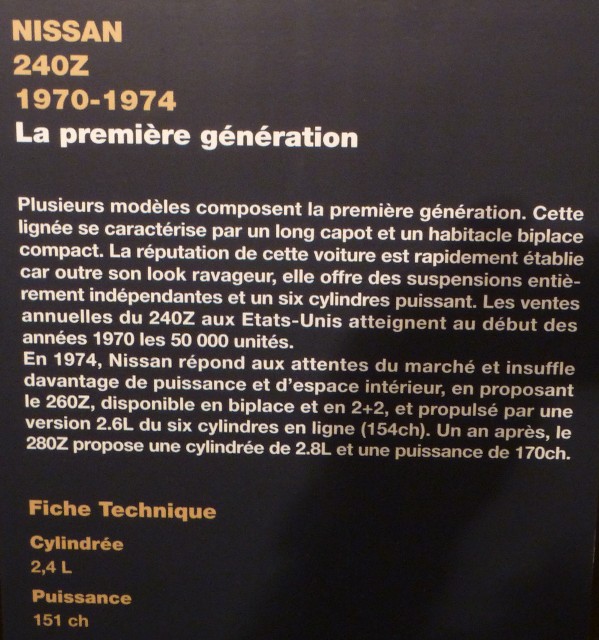 NISSAN
240Z
1970-1974
La première génération
Plusieurs modèles composent la première génération. Cette
lignée se caractérise par un long capot et un habitacle biplace
compact. La réputation de cette voiture est rapidement établie
car outre son look ravageur, elle offre des suspensions entiè-
rement indépendantes et un six cylindres puissant. Les ventes
annuelles du 240Z aux Etats-Unis atteignent au début des
années 1970 les 50 000 unités.
En 1974, Nissan répond aux attentes du marché et insuffle
davantage de puissance et d'espace intérieur, en proposant
le 260Z, disponible en biplace et en 2+2, et propulsé par une
version 2.6L du six cylindres en ligne (154ch). Un an après, le
280Z propose une cylindrée de 2.8L et une puissance de 170ch.
Fiche Technique
Cylindrée
2,4 L
Puissance
151 ch